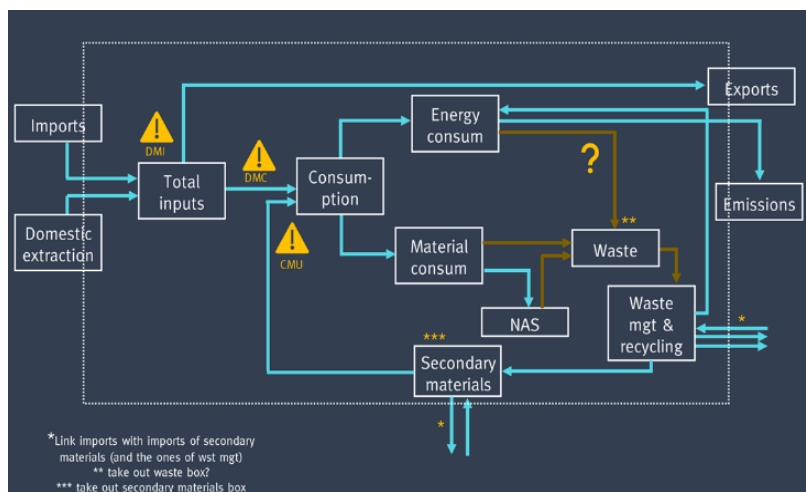 Exports
Energy
consum
Imports
DMI
DMC
?
Total
inputs
Consum-
ption
Emissions
Domestic
extraction
CMU
Material
consum
**
Waste
NAS
Waste
mgt &
recycling
*
***
Secondary
materials
*
*Link imports with imports of secondary
materials (and the ones of wst mgt)
** take out waste box?
*** take out secondary materials box